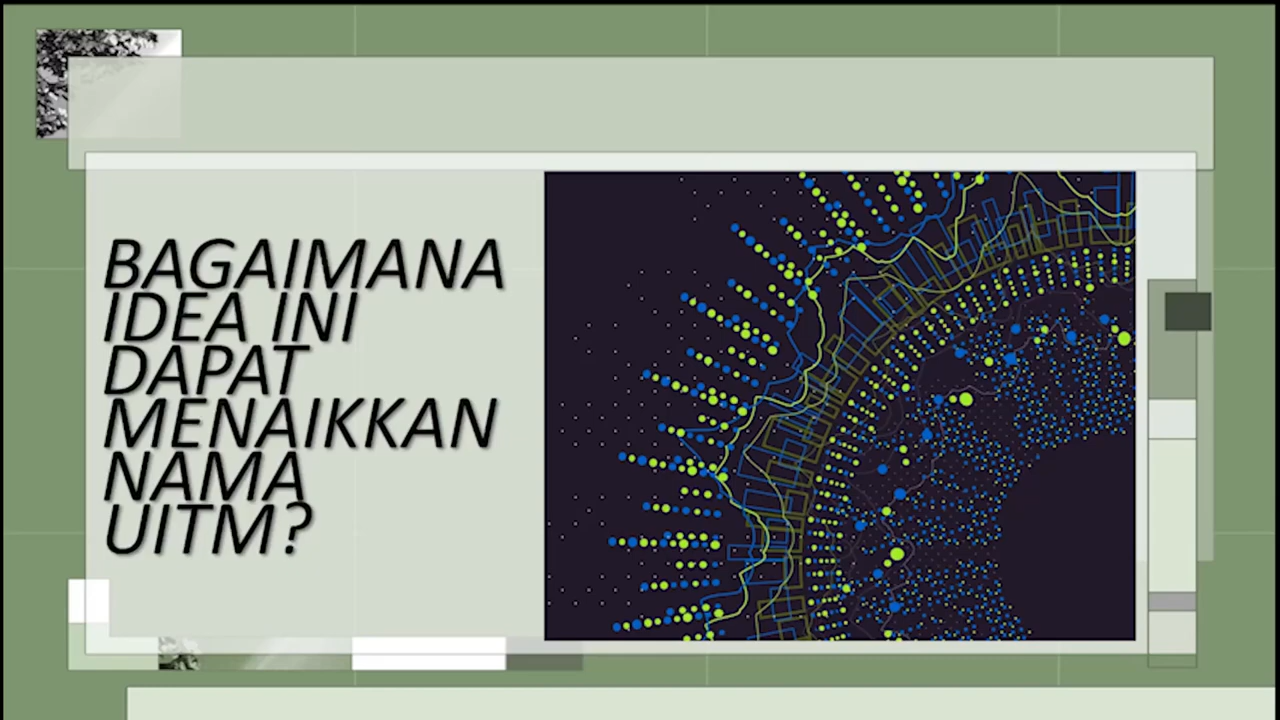 BAGAIMANA
IDEA INI
DAPAT
MENAIKKAN
NAMA
UITM?